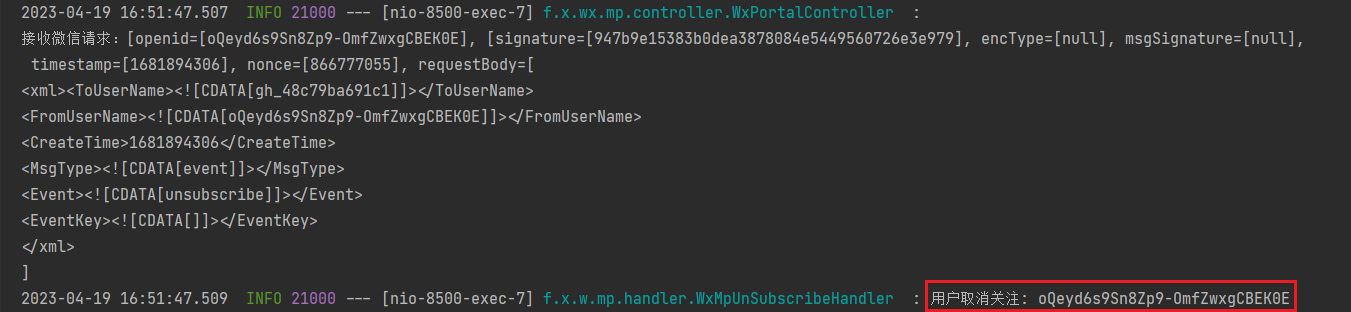 2023-04-19 16:51:47.507  INFO 21000 --- [nio-8500-exec-7] f.x.wx.mp.controller.WxPortalController  :
接收微信请求：[openid=[oQeyd6s9Sn8Zp9-OmfZwxgCBEK0E], [signature=[947b9e15383b0dea3878084e5449560726e3e979], encType=[null], msgSignature=[null],
timestamp=[1681894306], nonce=[866777055], requestBody=[
<xml><ToUserName><![CDATA[gh_48c79ba691c1]]></ToUserName>
<FromUserName><![CDATA[oQeyd6s9Sn8Zp9-OmfZwxgCBEK0E]]></FromUserName>
<CreateTime>1681894306</CreateTime>
<MsgType><![CDATA[event]]></MsgType>
<Event><![CDATA[unsubscribe]]></Event>
<EventKey><![CDATA[]]></EventKey>
</xml>
]
2023-04-19 16:51:47.509  INFO 21000 --- [nio-8500-exec-7] f.x.w.mp.handler.WxMpUnSubscribeHandler  : 用户取消关注: oQeyd6s9Sn8Zp9-OmfZwxgCBEK0E